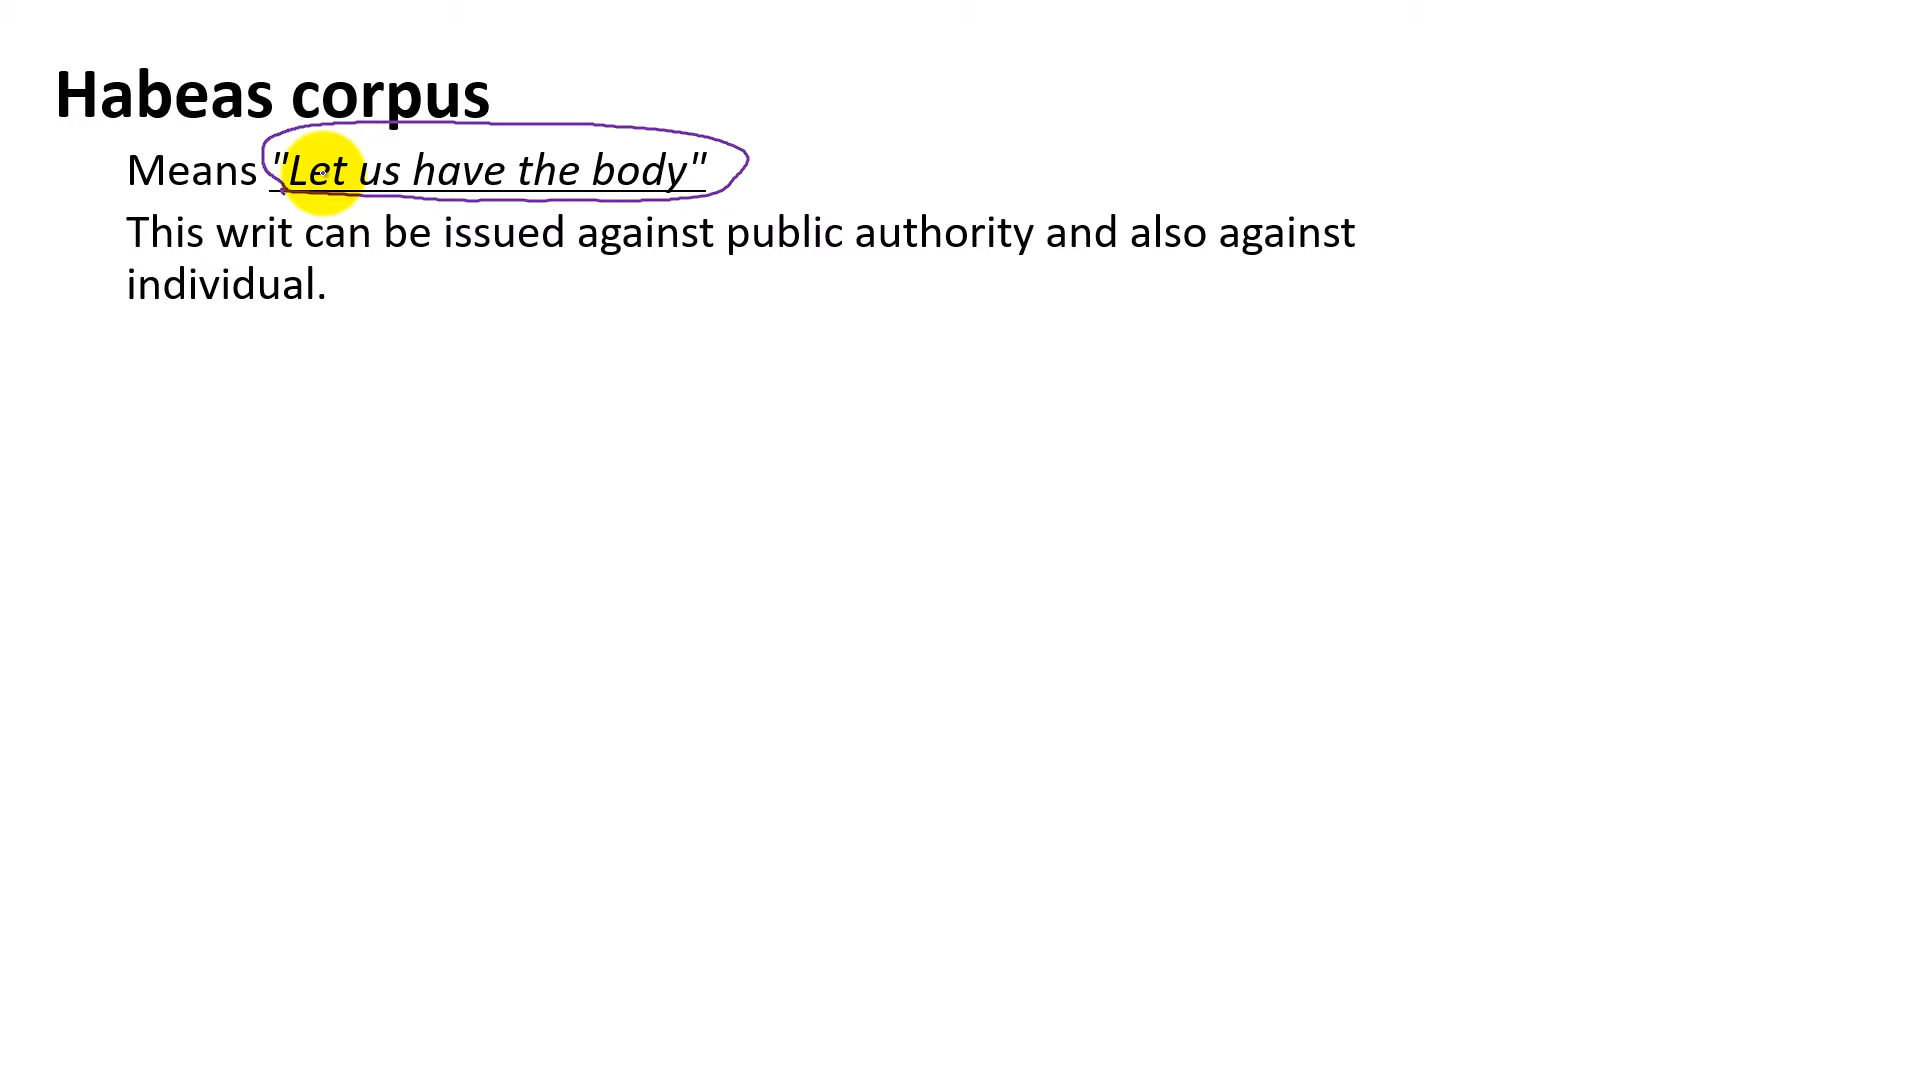 Habeas corpus
Means "Let us have the body"
This writ can be issued against public authority and also against
individual.